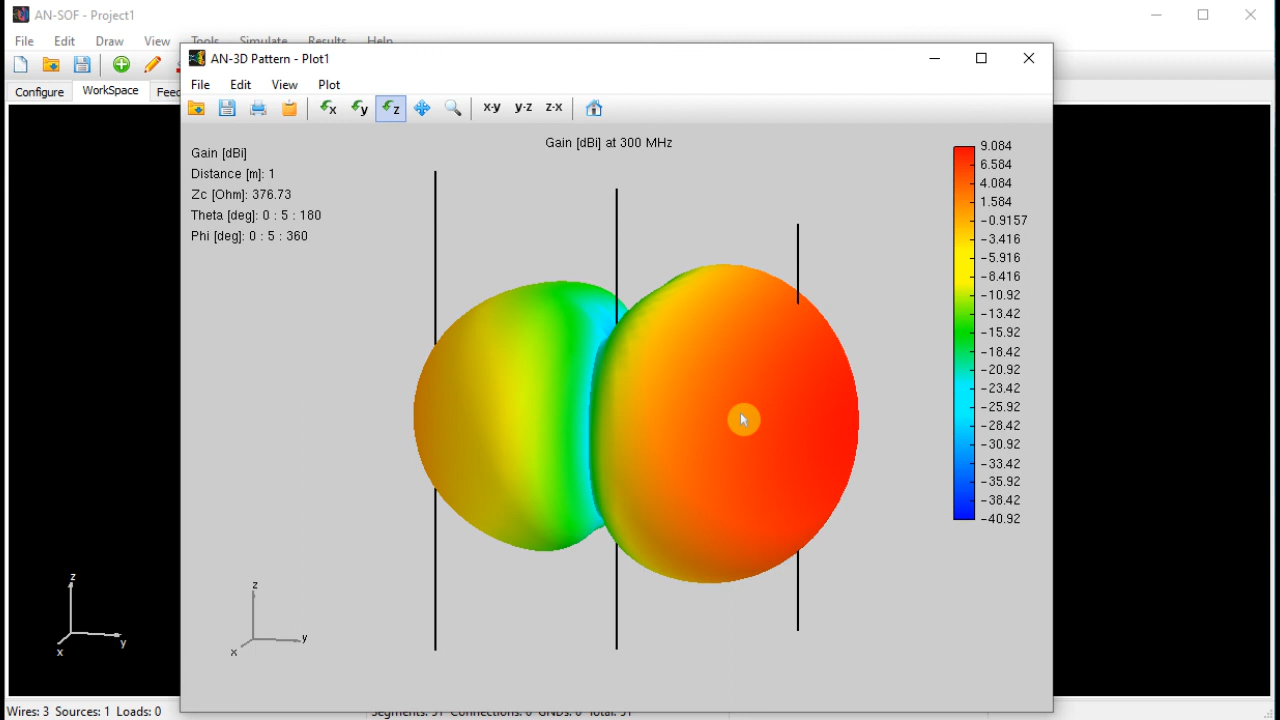 AN-SOF - Project1
File Edit Draw View Tools Simulate Results Help
AN-3D Pattern - Plot1
Configure WorkSpace
File Edit View Plot
x y z x-y y-z z-x
Gain [dBi] at 300 MHz
Gain [dBi]
Distance [m]: 1
Zc [Ohm]: 376.73
Theta [deg]: 0 : 5 : 180
Phi [deg]: 0 : 5 : 360
9.084
6.584
4.084
1.584
-0.9157
-3.416
-5.916
-8.416
-10.92
-13.42
-15.92
-18.42
-20.92
-23.42
-25.92
-28.42
-30.92
-33.42
-35.92
-38.42
-40.92
z
y
x
z
y
x
Wires: 3 Sources: 1 Loads: 0